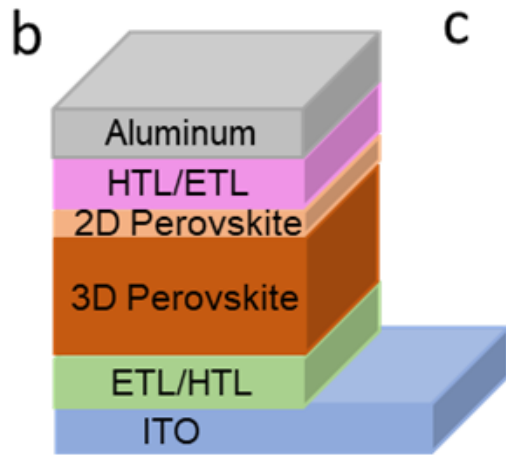 b
c
Aluminum
HTL/ETL
2D Perovskite
3D Perovskite
ETL/HTL
ITO